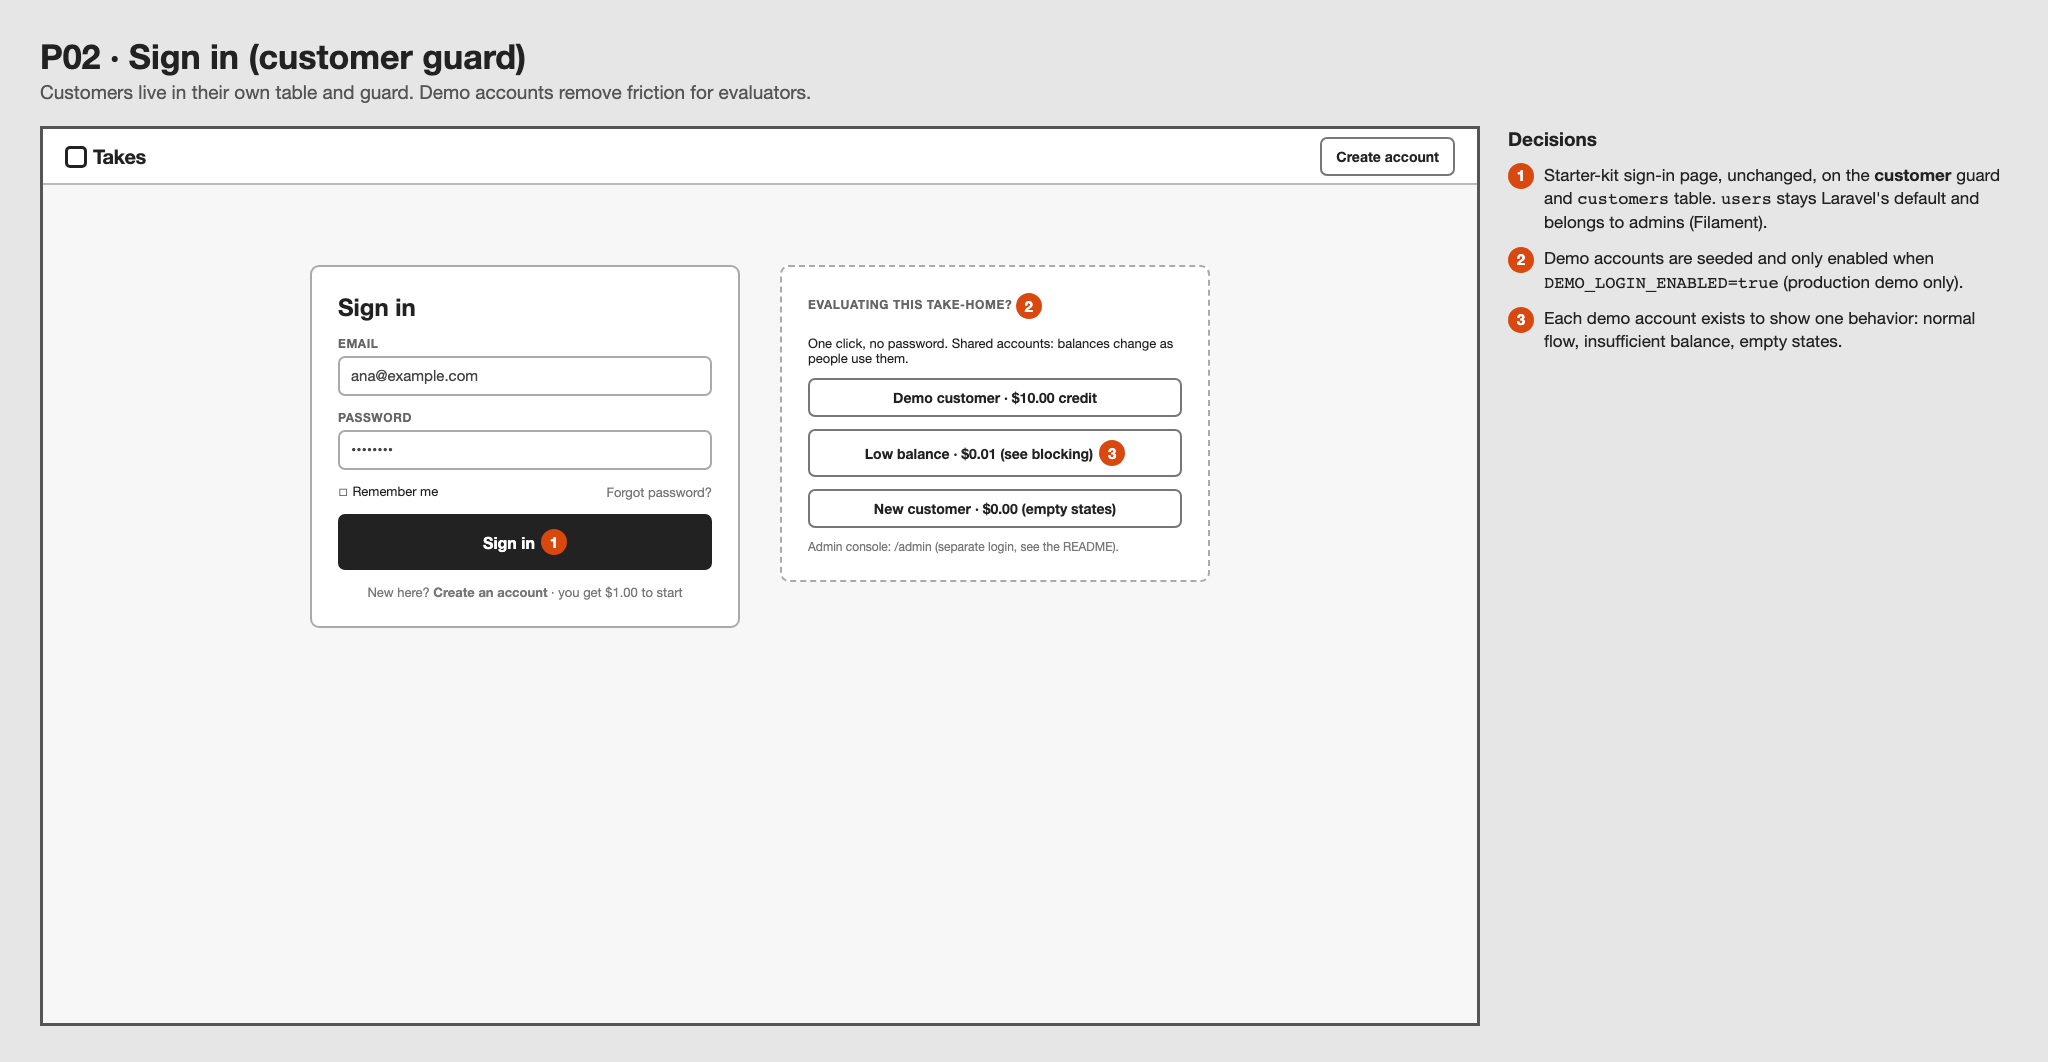 P02 · Sign in (customer guard)
Customers live in their own table and guard. Demo accounts remove friction for evaluators.
Takes
Create account
Sign in
EMAIL
ana@example.com
PASSWORD
••••••••
Remember me
Forgot password?
Sign in 1
New here? Create an account · you get $1.00 to start
EVALUATING THIS TAKE-HOME? 2
One click, no password. Shared accounts: balances change as
people use them.
Demo customer · $10.00 credit
Low balance · $0.01 (see blocking) 3
New customer · $0.00 (empty states)
Admin console: /admin (separate login, see the README).
Decisions
1 Starter-kit sign-in page, unchanged, on the customer guard
and customers table. users stays Laravel's default and
belongs to admins (Filament).
2 Demo accounts are seeded and only enabled when
DEMO_LOGIN_ENABLED=true (production demo only).
3 Each demo account exists to show one behavior: normal
flow, insufficient balance, empty states.